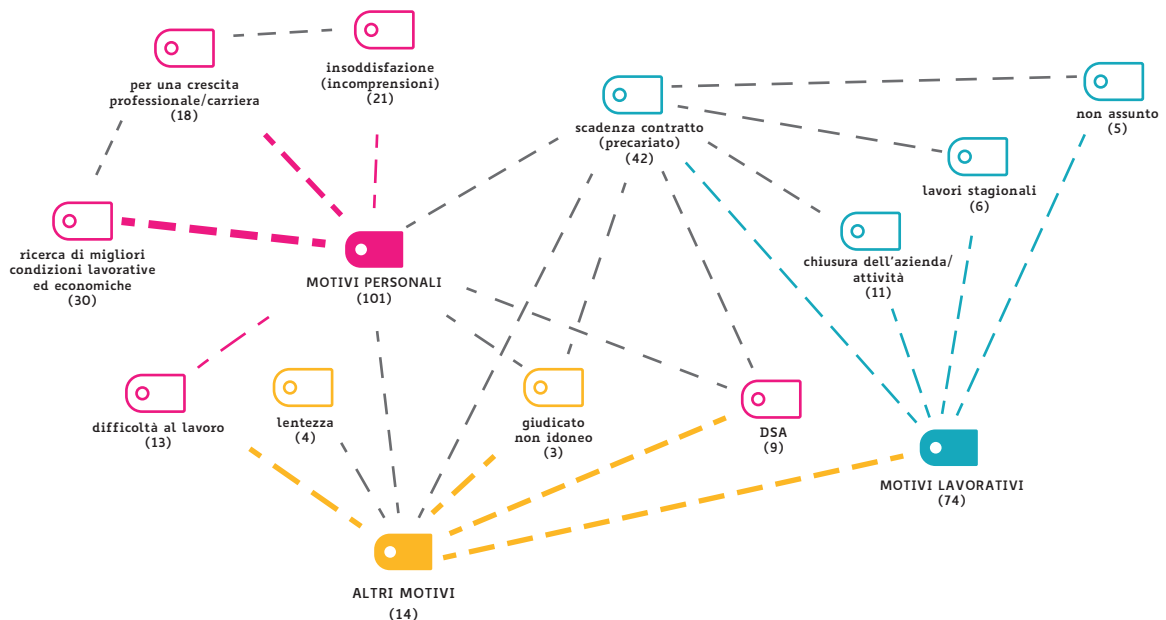 per una crescita
professionale/carriera
(18)
insoddisfazione
(incomprensioni)
(21)
scadenza contratto
(precariato)
(42)
non assunto
(5)
lavori stagionali
(6)
ricerca di migliori
condizioni lavorative
ed economiche
(30)
MOTIVI PERSONALI
(101)
chiusura dell'azienda/
attività
(11)
difficoltà al lavoro
(13)
lentezza
(4)
giudicato
non idoneo
(3)
DSA
(9)
MOTIVI LAVORATIVI
(74)
ALTRI MOTIVI
(14)